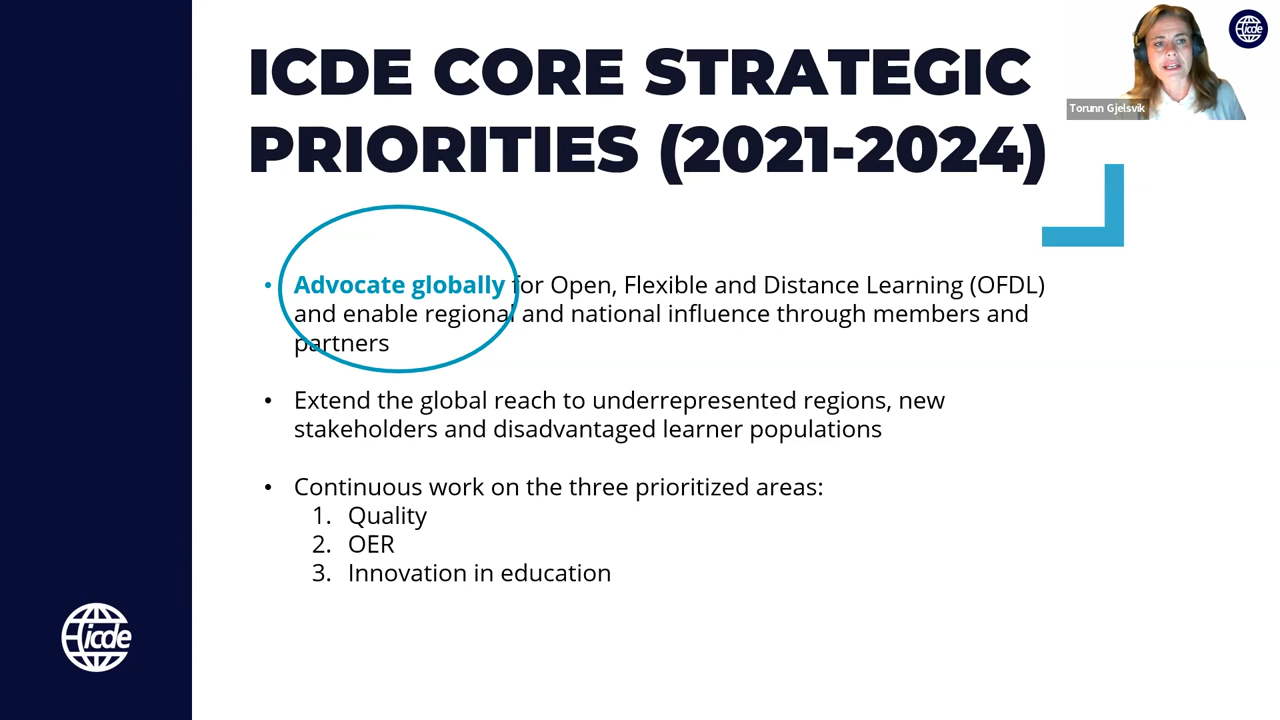 ICDE CORE STRATEGIC
PRIORITIES (2021-2024)
icde
Torunn Gjelsvik
• Advocate globally for Open, Flexible and Distance Learning (OFDL)
and enable regional and national influence through members and
partners
• Extend the global reach to underrepresented regions, new
stakeholders and disadvantaged learner populations
• Continuous work on the three prioritized areas:
1. Quality
2. OER
3. Innovation in education
icde